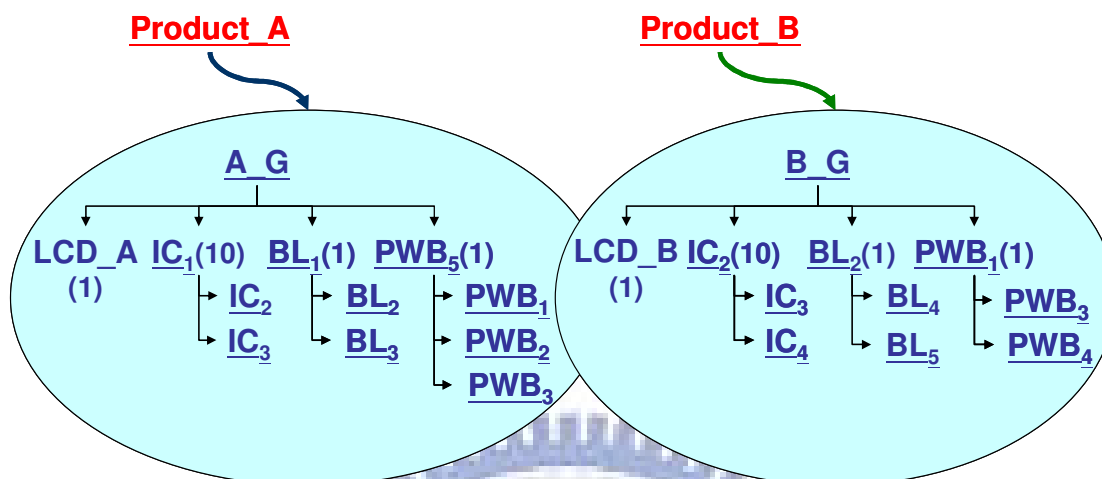 Product_A
Product_B
A_G
B_G
LCD_A IC₁(10) BL₁(1) PWB₅(1)
(1)
IC₂ BL₂ PWB₁
IC₃ BL₃ PWB₂
PWB₃
LCD_B IC₂(10) BL₂(1) PWB₁(1)
(1)
IC₃ BL₄ PWB₃
IC₄ BL₅ PWB₄